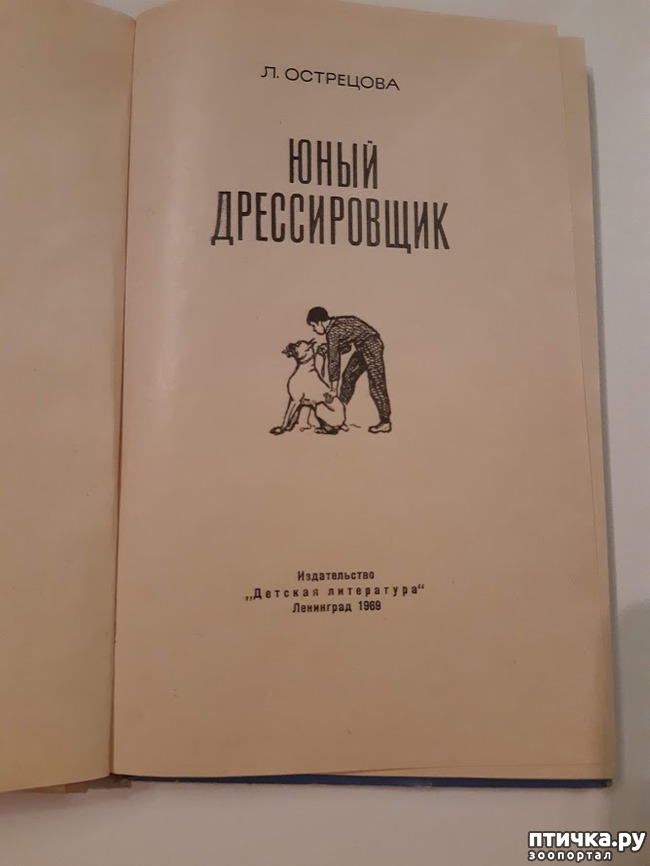 Л. ОСТРЕЦОВА
ЮНЫЙ
ДРЕССИРОВЩИК
Издательство
„Детская литература“
Ленинград 1969
птичка.ру
зоопортал